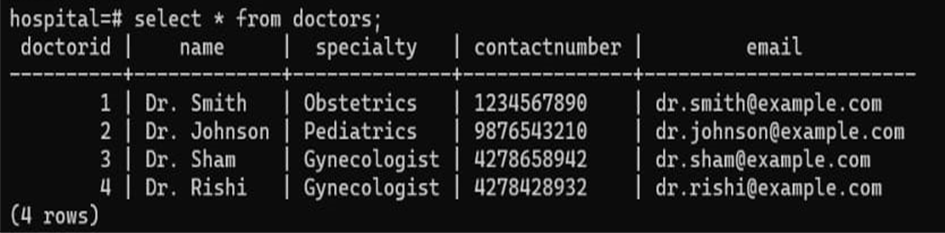 hospital=# select * from doctors;
 doctorid |    name     |  specialty   | contactnumber |         email
----------+-------------+--------------+---------------+------------------------
        1 | Dr. Smith   | Obstetrics   | 1234567890    | dr.smith@example.com
        2 | Dr. Johnson | Pediatrics   | 9876543210    | dr.johnson@example.com
        3 | Dr. Sham    | Gynecologist | 4278658942    | dr.sham@example.com
        4 | Dr. Rishi   | Gynecologist | 4278428932    | dr.rishi@example.com
(4 rows)